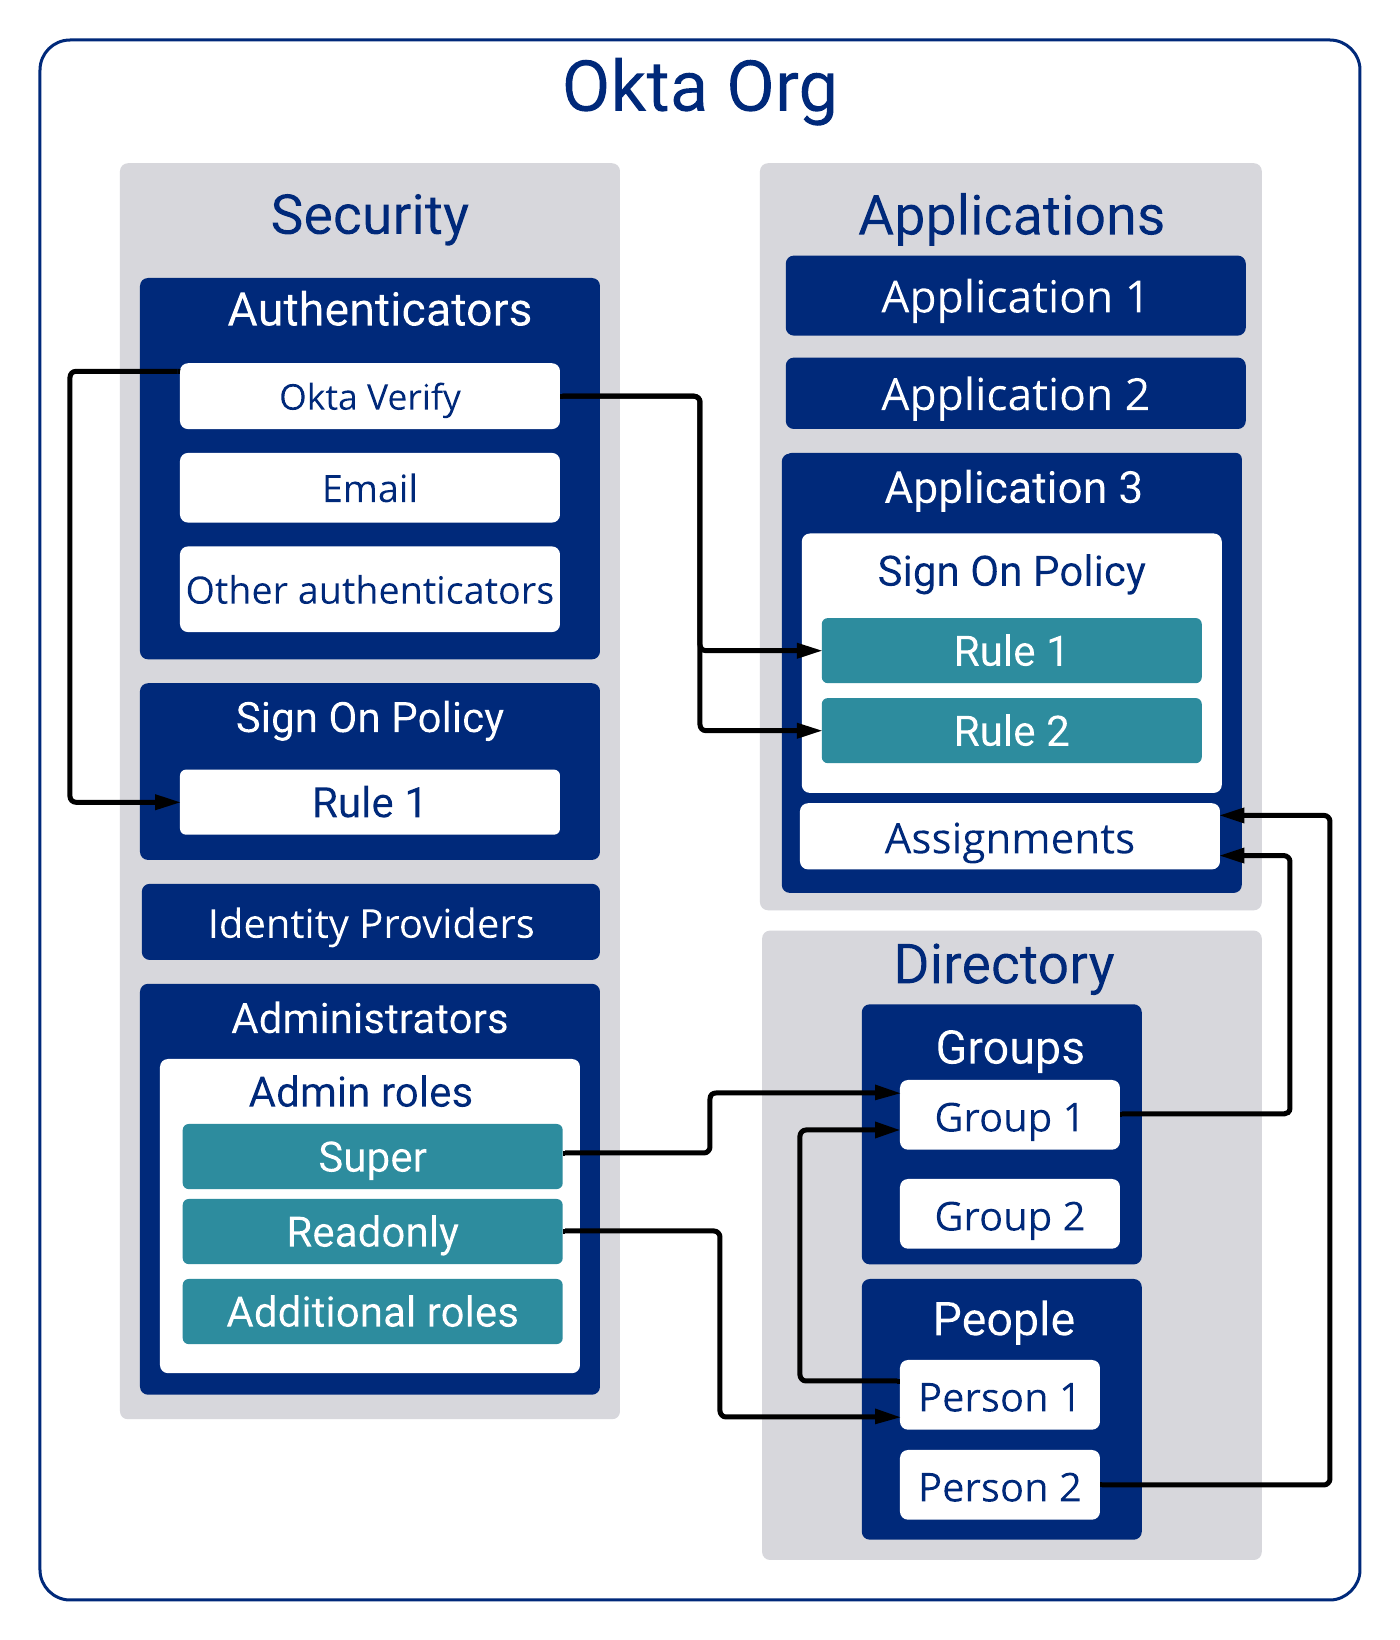 Okta Org
Security
Authenticators
Okta Verify
Email
Other authenticators
Sign On Policy
Rule 1
Identity Providers
Administrators
Admin roles
Super
Readonly
Additional roles
Applications
Application 1
Application 2
Application 3
Sign On Policy
Rule 1
Rule 2
Assignments
Directory
Groups
Group 1
Group 2
People
Person 1
Person 2